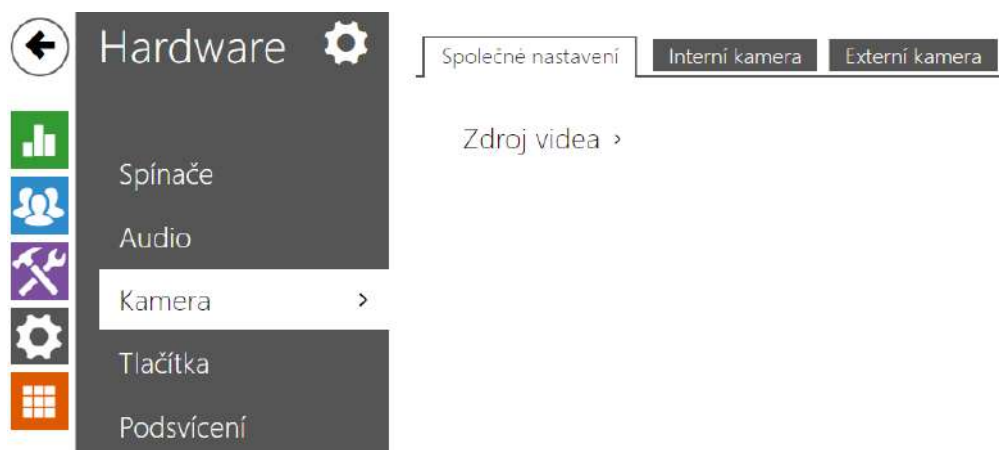 Hardware
Společné nastavení
Interní kamera
Externí kamera
Zdroj videa ›
Spínače
Audio
Kamera ›
Tlačítka
Podsvícení